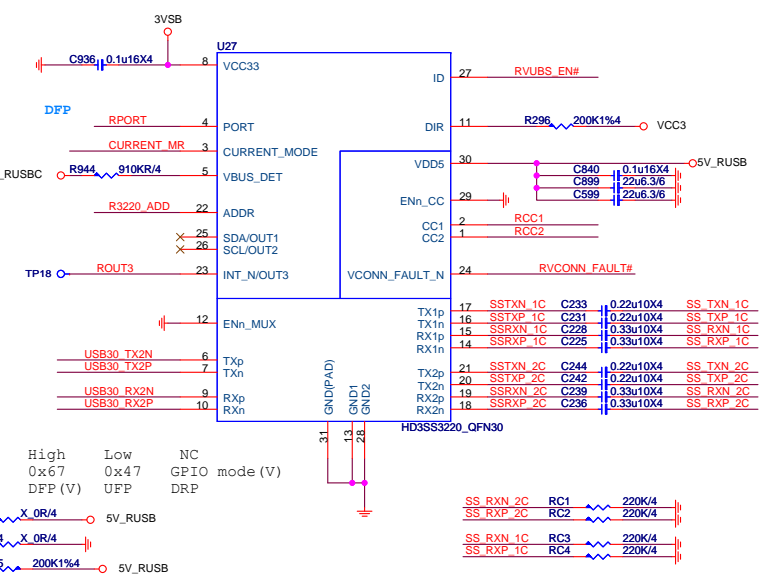 3VSB
U27
C936 0.1u16X4 8 VCC33
ID 27 RVUBS_EN#
DFP
RPORT 4 PORT
DIR 11 R296 200K1%4 VCC3
CURRENT_MR 3 CURRENT_MODE
VDD5 30 5V_RUSB
_RUSBC R944 910KR/4 5 VBUS_DET
C840 0.1u16X4
C899 22u6.3/6
C599 22u6.3/6
ENn_CC 29
R3220_ADD 22 ADDR
CC1 2 RCC1
CC2 1 RCC2
25 SDA/OUT1
26 SCL/OUT2
TP18 ROUT3 23 INT_N/OUT3
VCONN_FAULT_N 24 RVCONN_FAULT#
12 ENn_MUX
TX1p 17 SSTXN_1C C233 0.22u10X4 SS_TXN_1C
TX1n 16 SSTXP_1C C231 0.22u10X4 SS_TXP_1C
RX1p 15 SSRXN_1C C228 0.33u10X4 SS_RXN_1C
RX1n 14 SSRXP_1C C225 0.33u10X4 SS_RXP_1C
USB30_TX2N 6 TXp
USB30_TX2P 7 TXn
TX2p 21 SSTXN_2C C244 0.22u10X4 SS_TXN_2C
TX2n 20 SSTXP_2C C242 0.22u10X4 SS_TXP_2C
RX2p 19 SSRXN_2C C239 0.33u10X4 SS_RXN_2C
RX2n 18 SSRXP_2C C236 0.33u10X4 SS_RXP_2C
USB30_RX2N 9 RXp
USB30_RX2P 10 RXn
GND(PAD) GND1 GND2
31 13 28
HD3SS3220_QFN30
High Low NC
0x67 0x47 GPIO mode(V)
DFP(V) UFP DRP
X_0R/4 5V_RUSB
4 X_0R/4
5 200K1%4 5V_RUSB
SS_RXN_2C RC1 220K/4
SS_RXP_2C RC2 220K/4
SS_RXN_1C RC3 220K/4
SS_RXP_1C RC4 220K/4